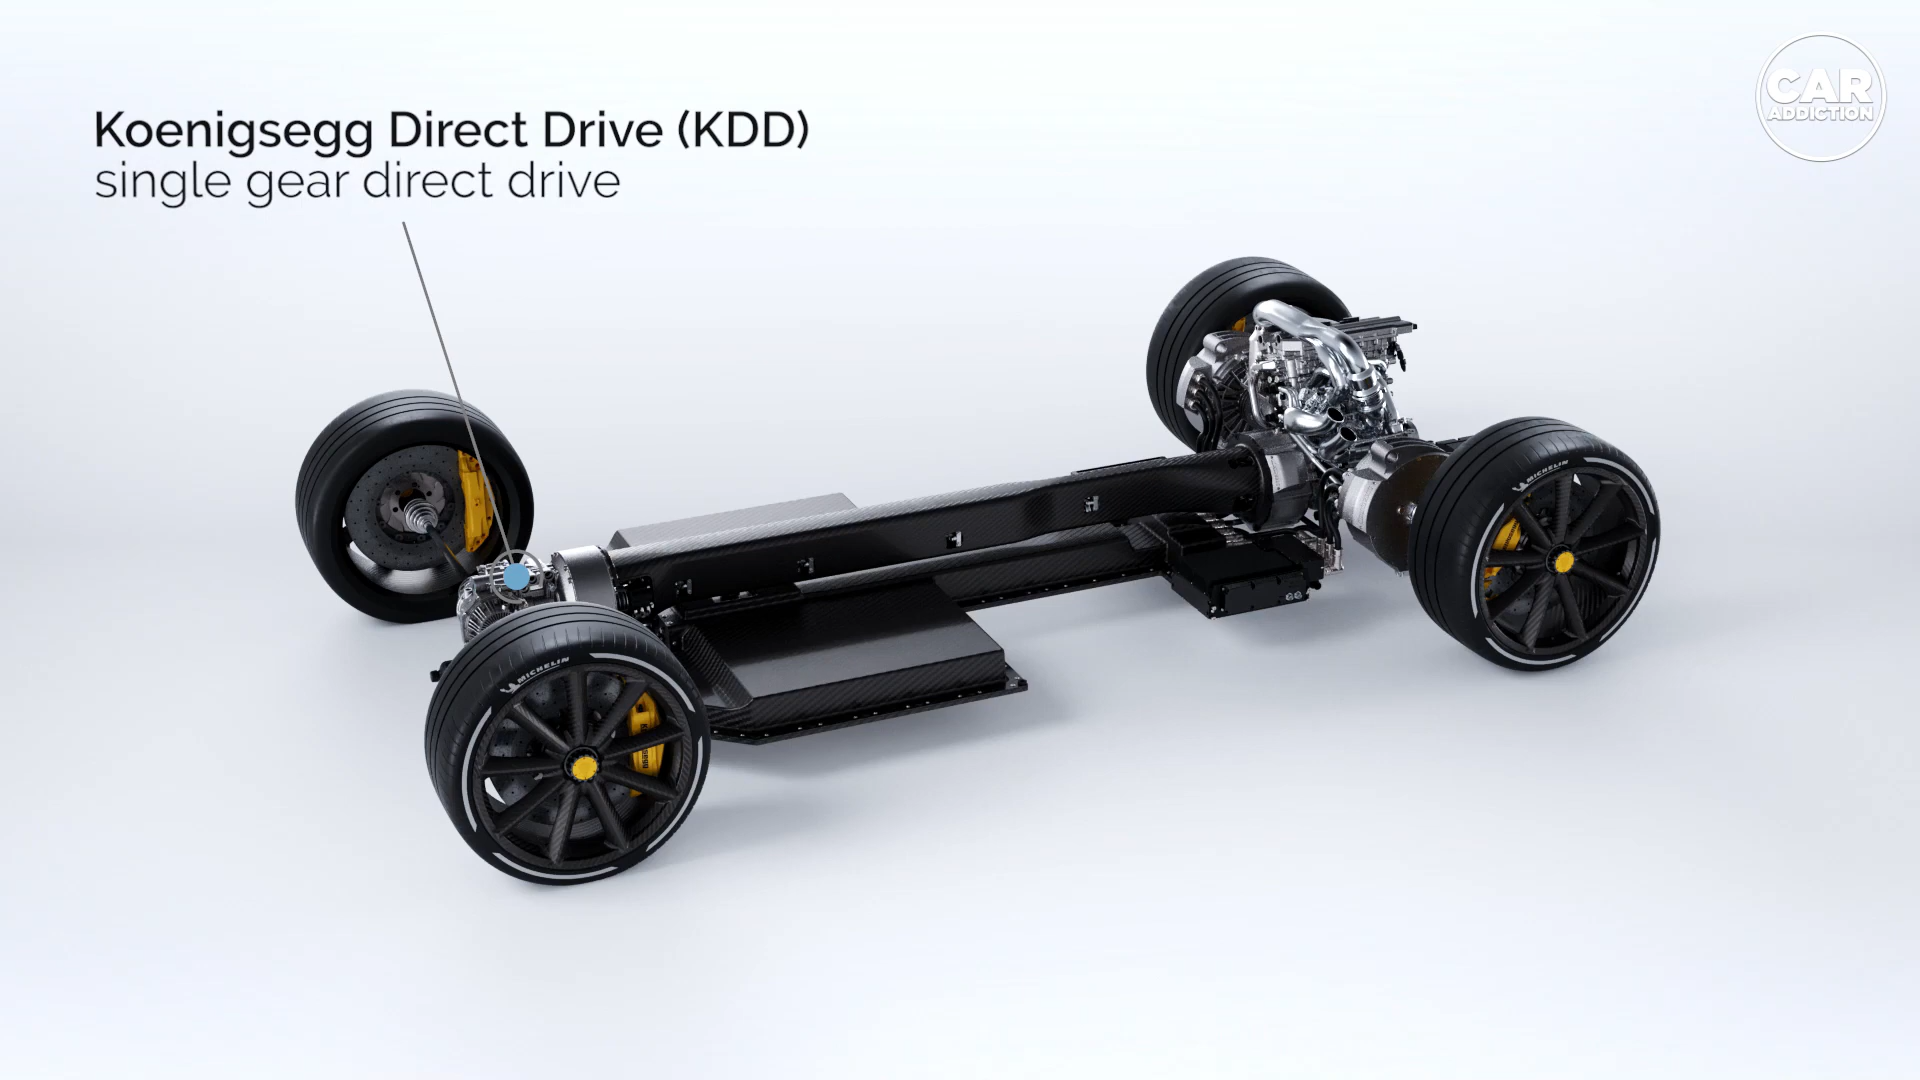 Koenigsegg Direct Drive (KDD)
single gear direct drive
CAR
ADDICTION
MICHELIN
MICHELIN